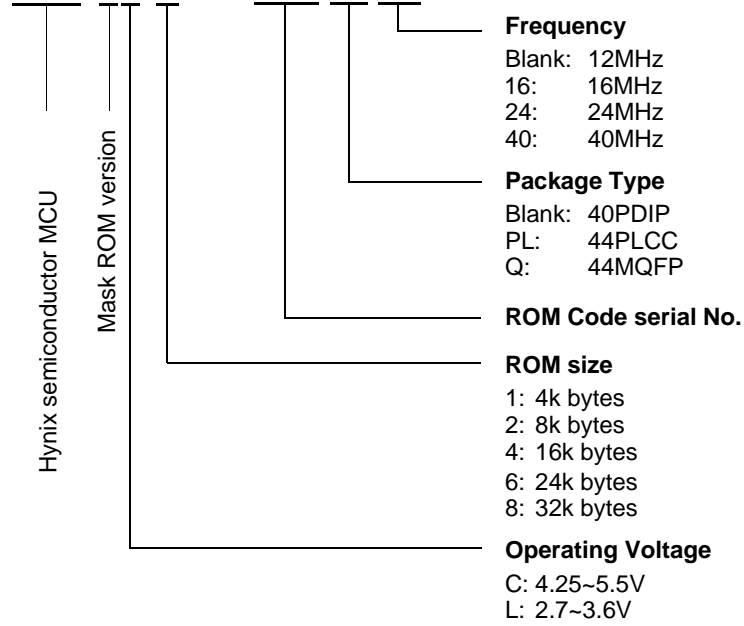 Frequency
Blank: 12MHz
16: 16MHz
24: 24MHz
40: 40MHz
Package Type
Blank: 40PDIP
PL: 44PLCC
Q: 44MQFP
ROM Code serial No.
ROM size
1: 4k bytes
2: 8k bytes
4: 16k bytes
6: 24k bytes
8: 32k bytes
Operating Voltage
C: 4.25~5.5V
L: 2.7~3.6V
Hynix semiconductor MCU
Mask ROM version